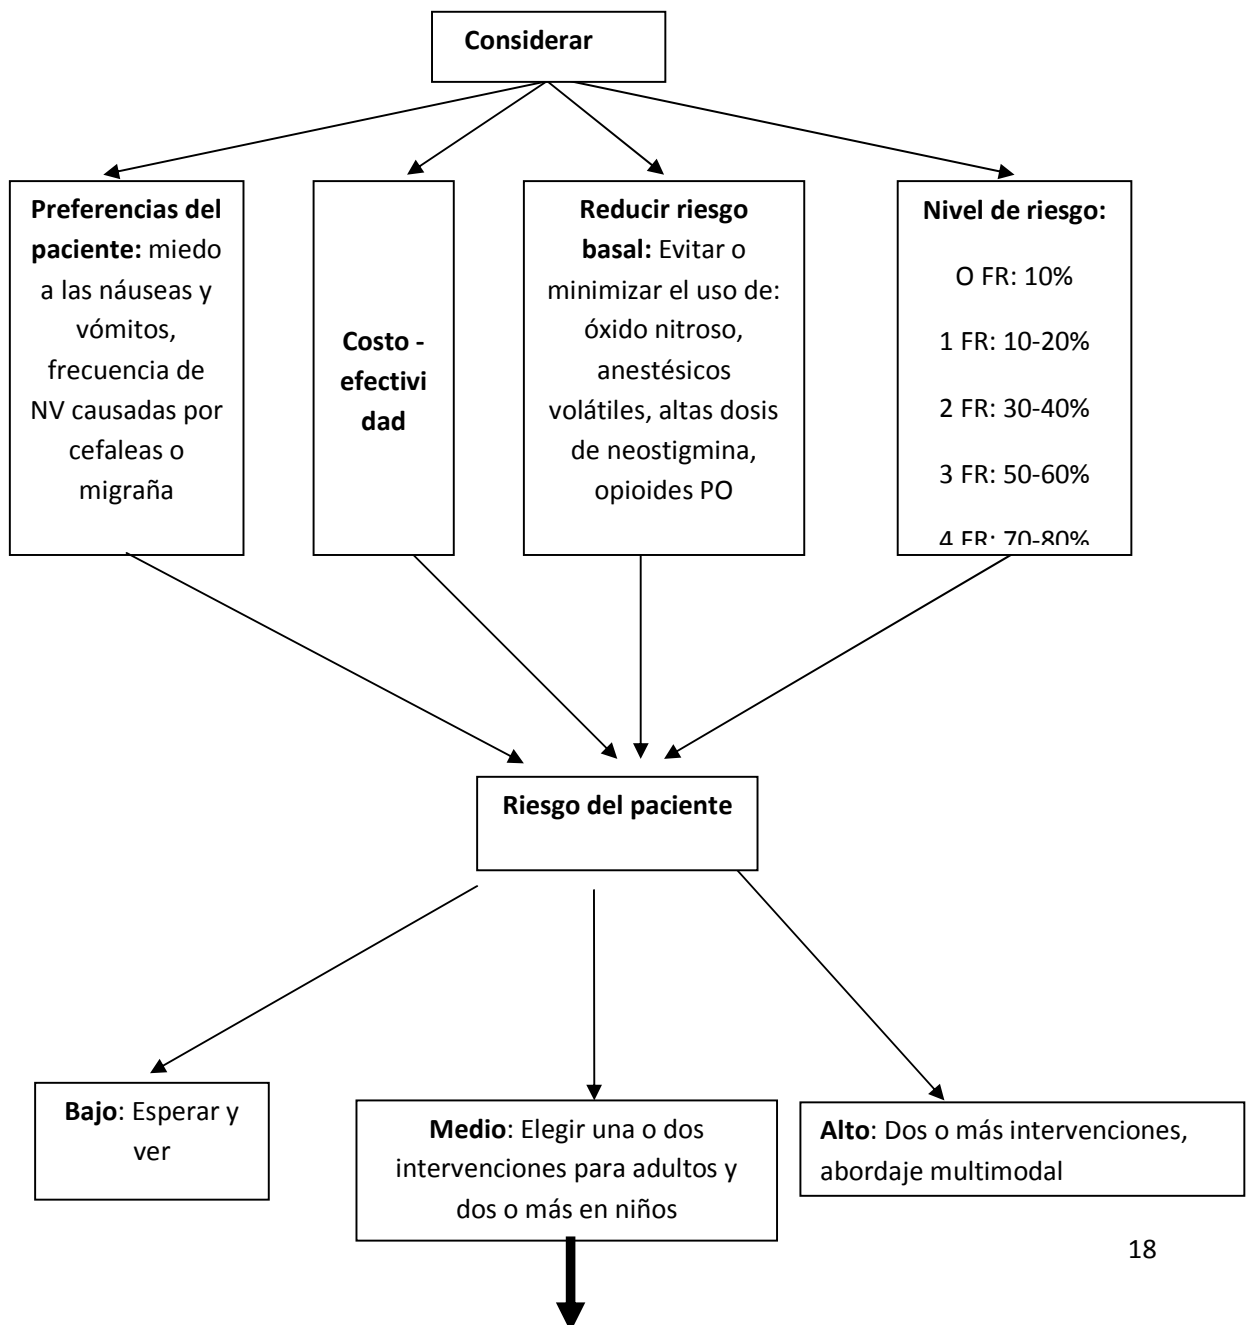 Considerar
Preferencias del
paciente: miedo
a las náuseas y
vómitos,
frecuencia de
NV causadas por
cefaleas o
migraña
Costo -
efectivi
dad
Reducir riesgo
basal: Evitar o
minimizar el uso de:
óxido nitroso,
anestésicos
volátiles, altas dosis
de neostigmina,
opioides PO
Nivel de riesgo:
O FR: 10%
1 FR: 10-20%
2 FR: 30-40%
3 FR: 50-60%
4 FR: 70-80%
Riesgo del paciente
Bajo: Esperar y
ver
Medio: Elegir una o dos
intervenciones para adultos y
dos o más en niños
Alto: Dos o más intervenciones,
abordaje multimodal
18